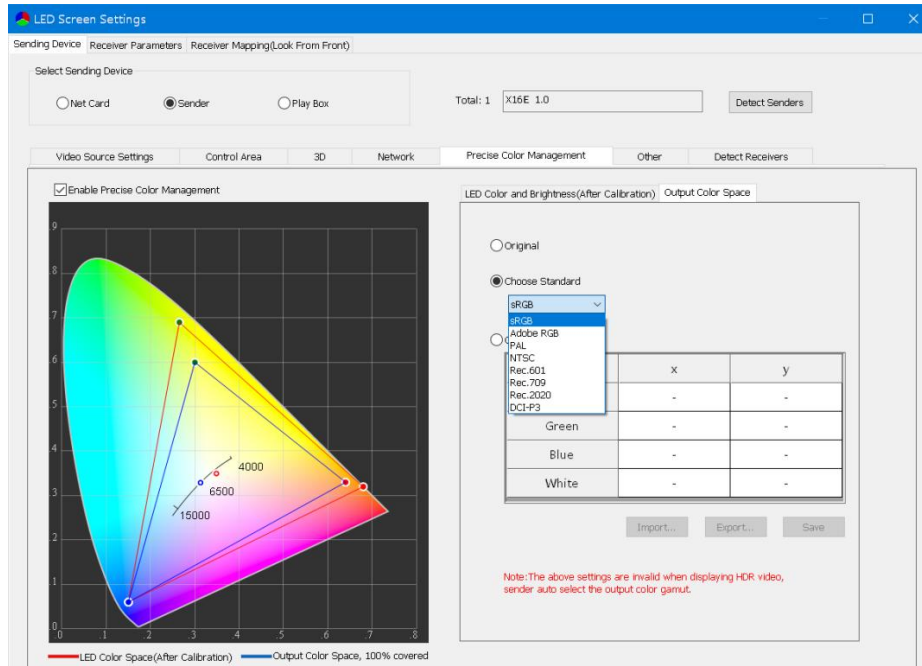 LED Screen Settings
Sending Device Receiver Parameters Receiver Mapping(Look From Front)
Select Sending Device
Net Card Sender Play Box
Total: 1 X16E 1.0 Detect Senders
Video Source Settings Control Area 3D Network Precise Color Management Other Detect Receivers
Enable Precise Color Management
LED Color and Brightness(After Calibration) Output Color Space
.9
.8
.7
.6
.5
.4
.3
.2
.1
.0
.0 .1 .2 .3 .4 .5 .6 .7 .8
4000
6500
15000
LED Color Space(After Calibration) Output Color Space, 100% covered
Original
Choose Standard
sRGB
sRGB
Adobe RGB
PAL
NTSC
Rec.601
Rec.709
Rec.2020
DCI-P3
x y
- -
Green - -
Blue - -
White - -
Import... Export... Save
Note:The above settings are invalid when displaying HDR video,
sender auto select the output color gamut.